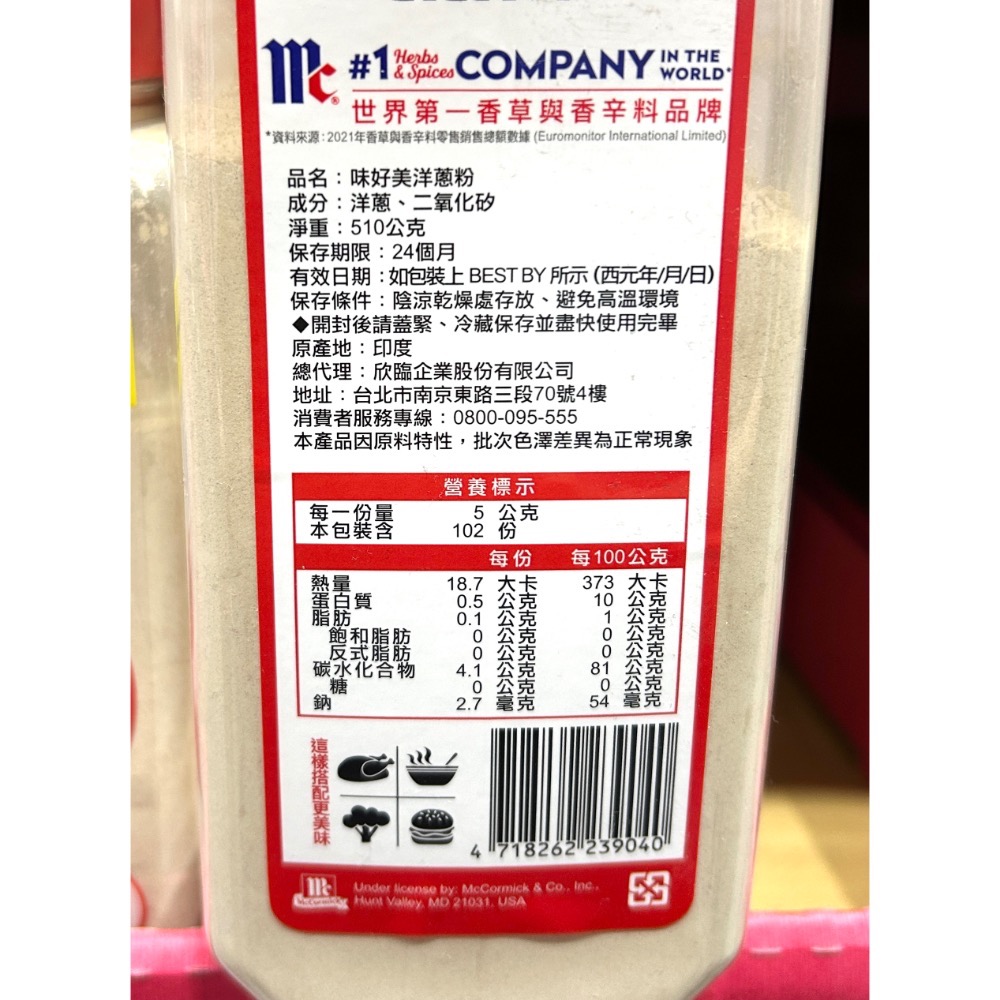 Mc® #1 Herbs & Spices COMPANY IN THE WORLD*
世界第一香草與香辛料品牌
*資料來源:2021年香草與香辛料零售銷售總額數據 (Euromonitor International Limited)
品名：味好美洋蔥粉
成分：洋蔥、二氧化矽
淨重：510公克
保存期限：24個月
有效日期：如包裝上 BEST BY 所示 (西元年/月/日)
保存條件：陰涼乾燥處存放、避免高溫環境
◆開封後請蓋緊、冷藏保存並盡快使用完畢
原產地：印度
總代理：欣臨企業股份有限公司
地址：台北市南京東路三段70號4樓
消費者服務專線：0800-095-555
本產品因原料特性，批次色澤差異為正常現象
營養標示
每一份量 5 公克
本包裝含 102 份
每份 每100公克
熱量 18.7 大卡 373 大卡
蛋白質 0.5 公克 10 公克
脂肪 0.1 公克 1 公克
飽和脂肪 0 公克 0 公克
反式脂肪 0 公克 0 公克
碳水化合物 4.1 公克 81 公克
糖 0 公克 0 公克
鈉 2.7 毫克 54 毫克
這樣搭配更美味
4 718262 239040
Mc McCormick
Under license by: McCormick & Co., Inc.,
Hunt Valley, MD 21031, USA